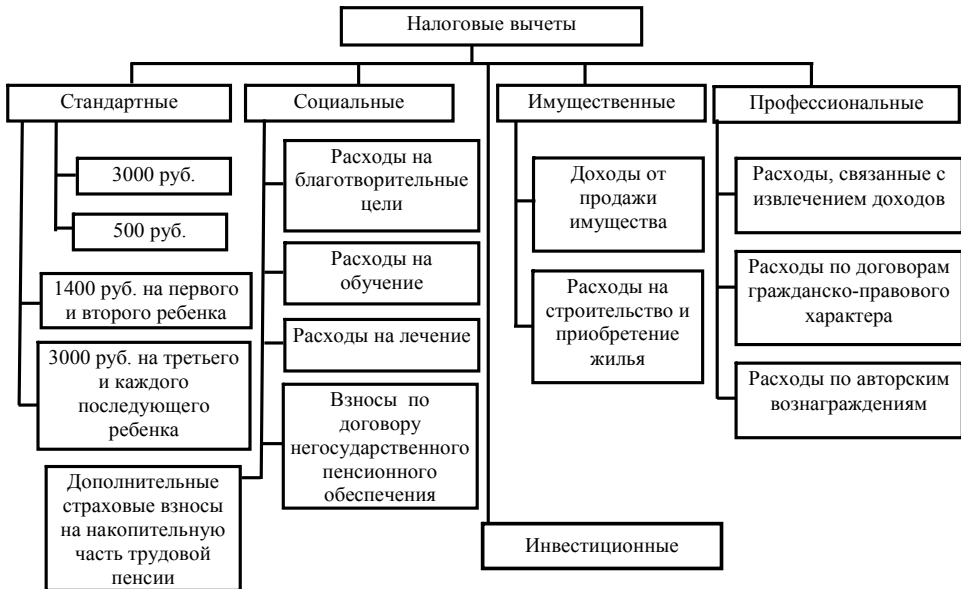 Налоговые вычеты
Стандартные
3000 руб.
500 руб.
1400 руб. на первого
и второго ребенка
3000 руб. на третьего
и каждого
последующего
ребенка
Социальные
Расходы на
благотворительные
цели
Расходы на
обучение
Расходы на лечение
Взносы по
договору
негосударственного
пенсионного
обеспечения
Дополнительные
страховые взносы
на накопительную
часть трудовой
пенсии
Имущественные
Доходы от
продажи
имущества
Расходы на
строительство и
приобретение
жилья
Профессиональные
Расходы, связанные с
извлечением доходов
Расходы по договорам
гражданско-правового
характера
Расходы по авторским
вознаграждениям
Инвестиционные